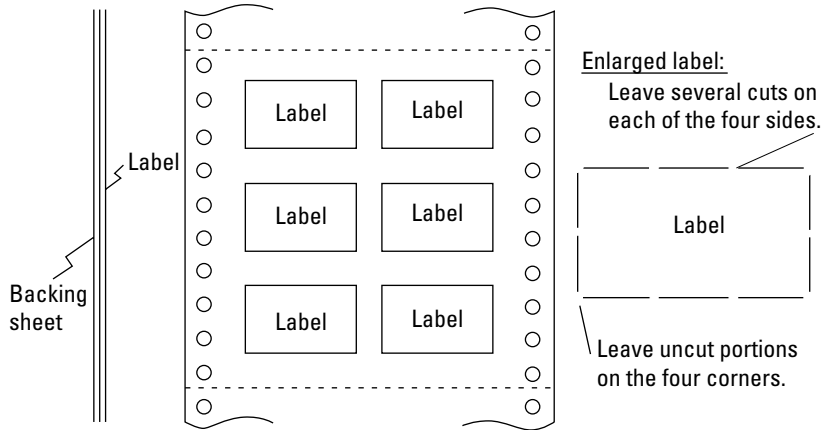 Enlarged label:
Leave several cuts on
each of the four sides.
Label
Label
Label
Label
Label
Label
Label
Label
Backing
sheet
Label
Leave uncut portions
on the four corners.